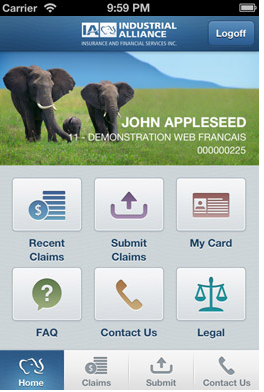 Carrier 9:59 PM
IA INDUSTRIAL
ALLIANCE
INSURANCE AND FINANCIAL SERVICES INC.
Logoff
JOHN APPLESEED
11 - DEMONSTRATION WEB FRANCAIS
000000225
Recent
Claims
Submit
Claims
My Card
FAQ
Contact Us
Legal
Home
Claims
Submit
Contact Us